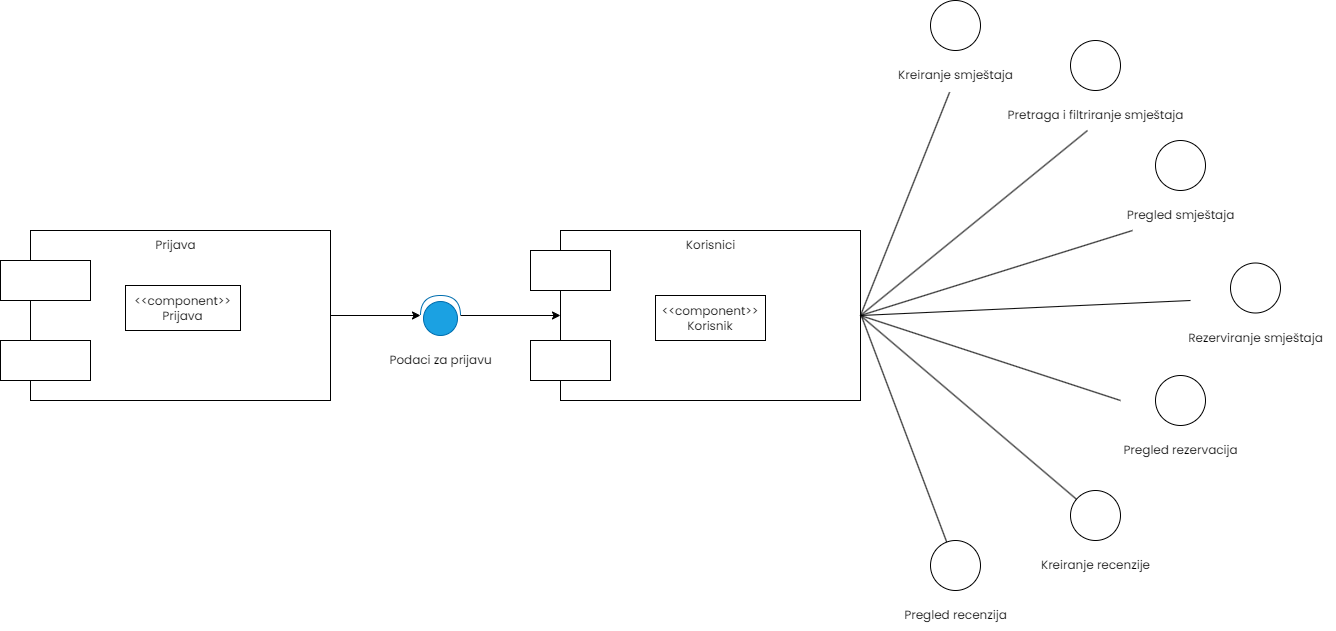 Prijava
<<component>>
Prijava
Podaci za prijavu
Korisnici
<<component>>
Korisnik
Kreiranje smještaja
Pretraga i filtriranje smještaja
Pregled smještaja
Rezerviranje smještaja
Pregled rezervacija
Kreiranje recenzije
Pregled recenzija